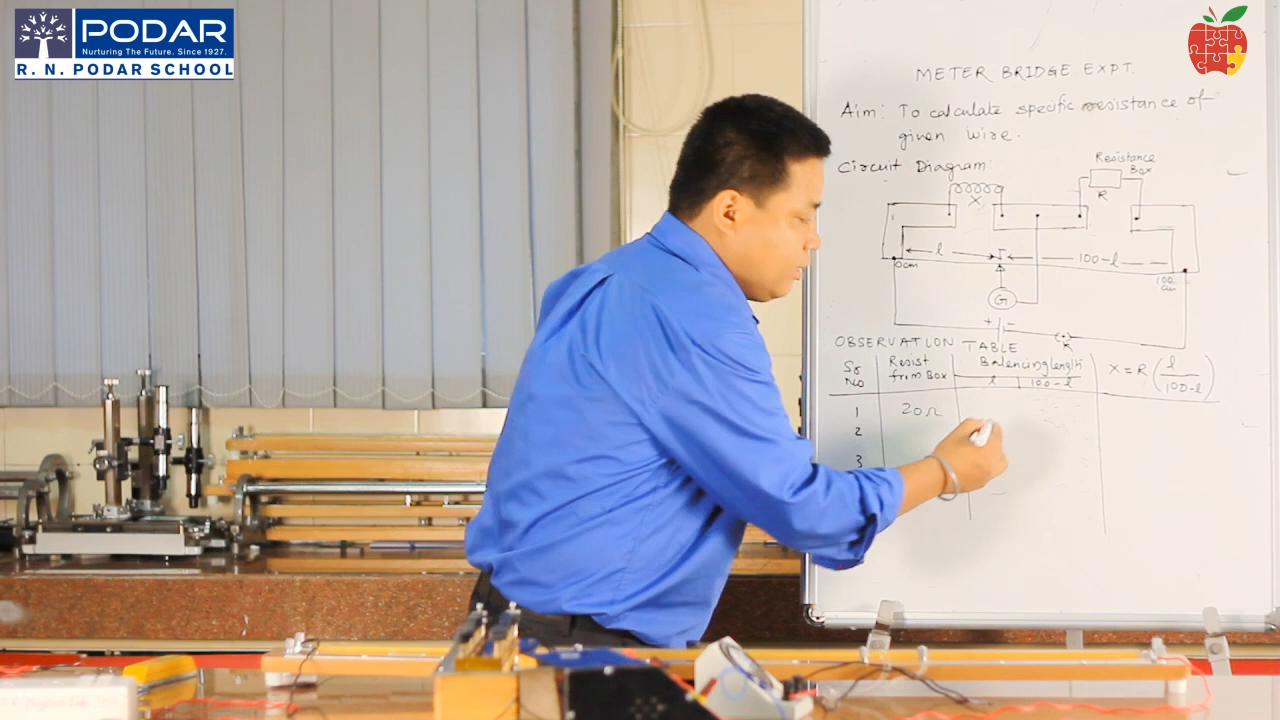 PODAR
Nurturing The Future. Since 1927.
R. N. PODAR SCHOOL
METER BRIDGE EXPT.
Aim: To calculate specific resistance of
given wire.
Circuit Diagram:
Resistance
Box
X
R
l
100-l
0cm
100
cm
G
+ -
K
OBSERVATION TABLE
Sr No
Resist from Box
Balencing length
l
100-l
X = R (l / 100-l)
1 20Ω
2
3